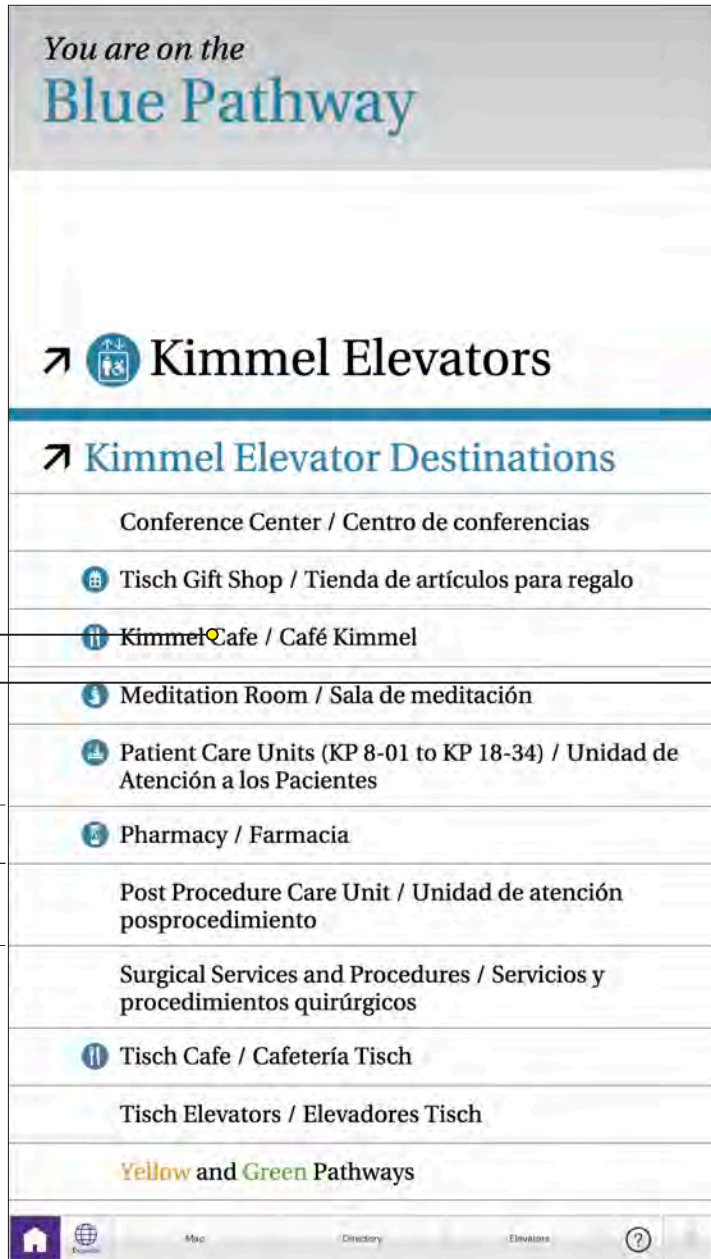 You are on the
Blue Pathway
Kimmel Elevators
Kimmel Elevator Destinations
Conference Center / Centro de conferencias
Tisch Gift Shop / Tienda de artículos para regalo
Kimmel Cafe / Café Kimmel
Meditation Room / Sala de meditación
Patient Care Units (KP 8-01 to KP 18-34) / Unidad de
Atención a los Pacientes
Pharmacy / Farmacia
Post Procedure Care Unit / Unidad de atención
posprocedimiento
Surgical Services and Procedures / Servicios y
procedimientos quirúrgicos
Tisch Cafe / Cafetería Tisch
Tisch Elevators / Elevadores Tisch
Yellow and Green Pathways
Español Map Directory Elevators ?